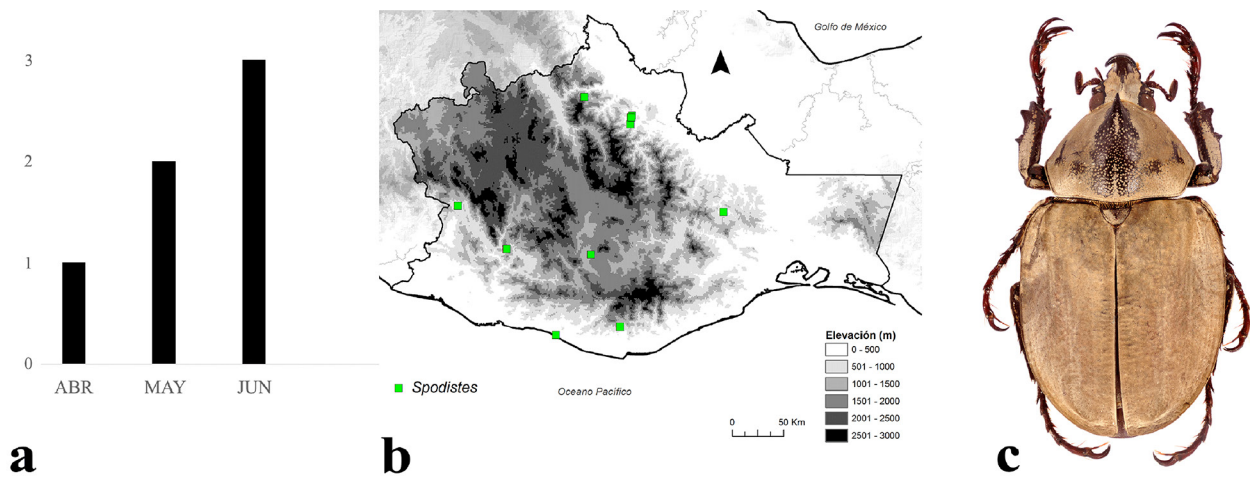 3
2
1
0
ABR MAY JUN
a
Golfo de México
Oceano Pacífico
Spodistes
Elevación (m)
0 - 500
501 - 1000
1001 - 1500
1501 - 2000
2001 - 2500
2501 - 3000
0 50 Km
b
c